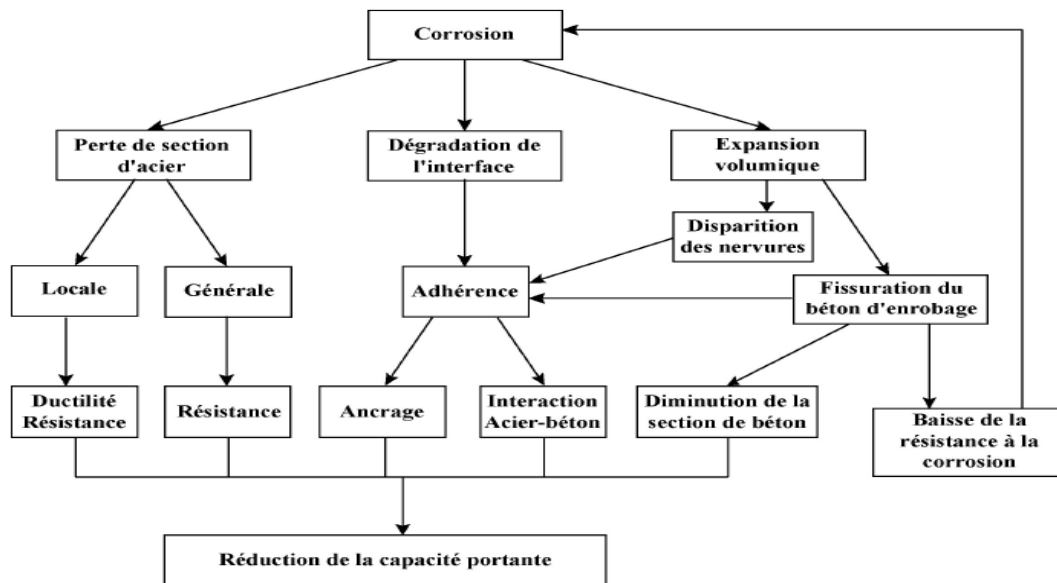 Corrosion
Perte de section
d'acier
Dégradation de
l'interface
Expansion
volumique
Disparition
des nervures
Locale
Générale
Adhérence
Fissuration du
béton d'enrobage
Ductilité
Résistance
Résistance
Ancrage
Interaction
Acier-béton
Diminution de la
section de béton
Baisse de la
résistance à la
corrosion
Réduction de la capacité portante